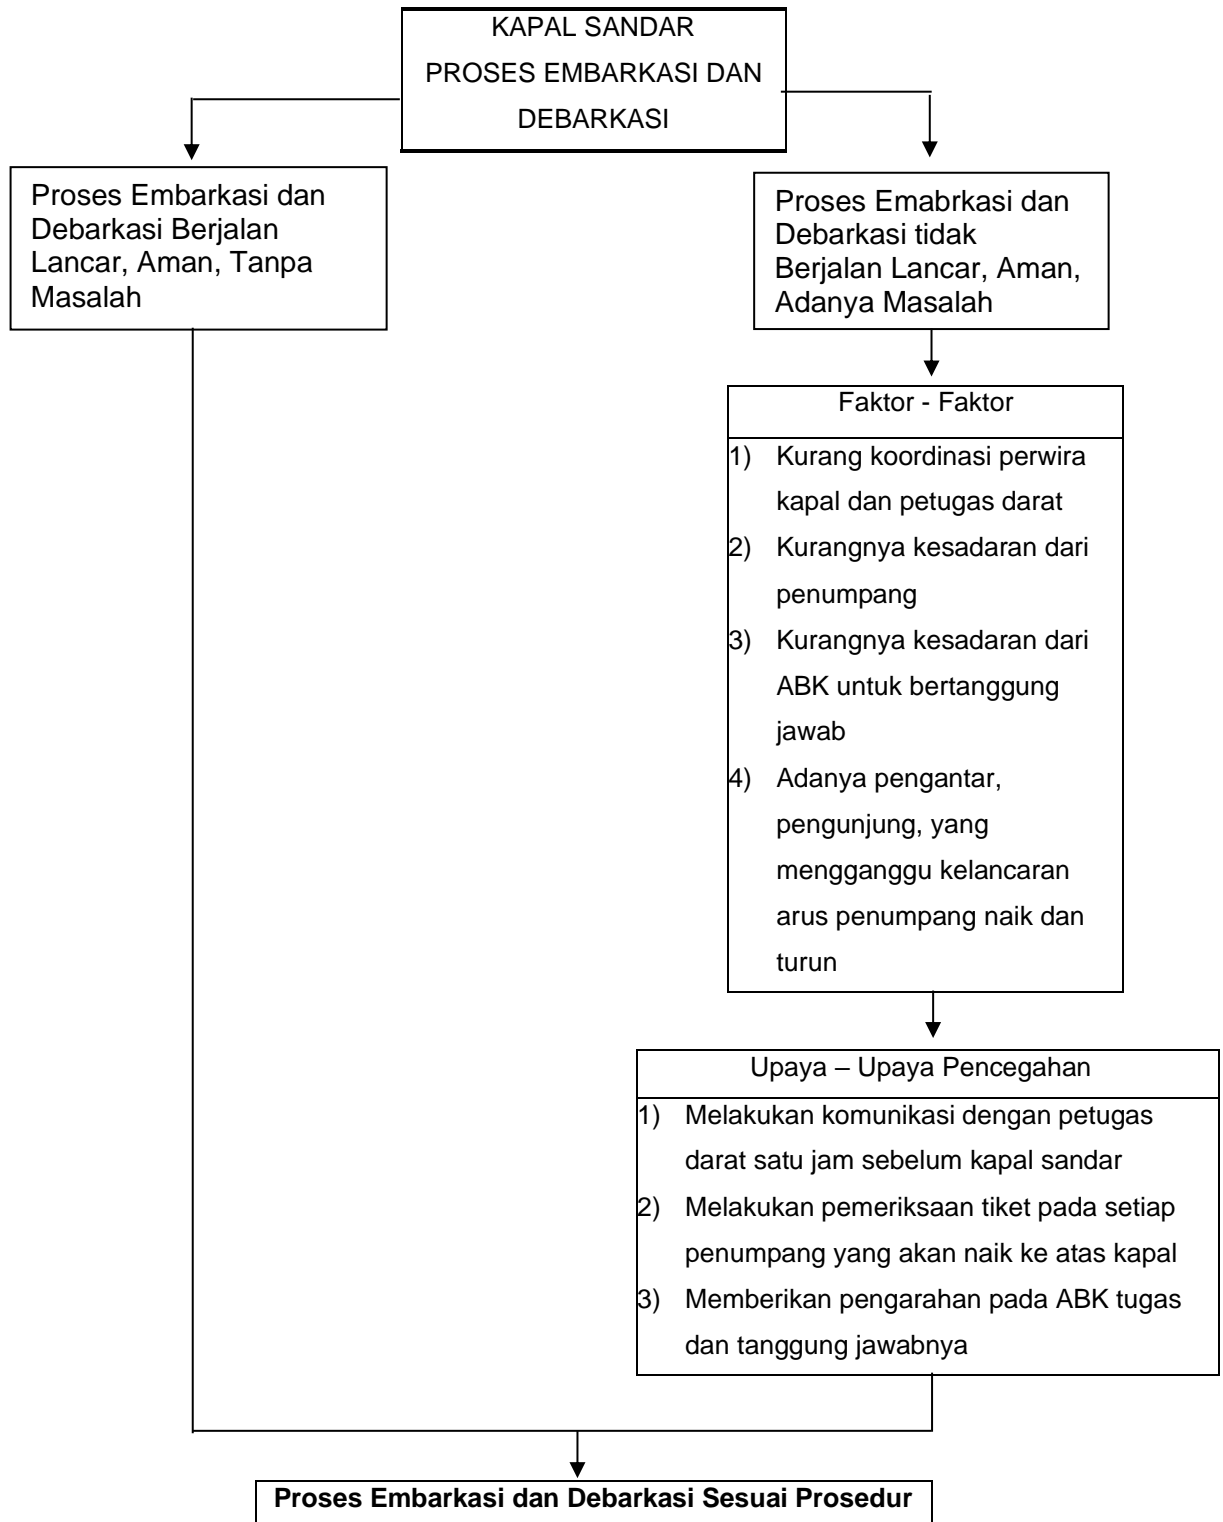 KAPAL SANDAR
PROSES EMBARKASI DAN
DEBARKASI
Proses Embarkasi dan
Debarkasi Berjalan
Lancar, Aman, Tanpa
Masalah
Proses Emabrkasi dan
Debarkasi tidak
Berjalan Lancar, Aman,
Adanya Masalah
Faktor - Faktor
1) Kurang koordinasi perwira
kapal dan petugas darat
2) Kurangnya kesadaran dari
penumpang
3) Kurangnya kesadaran dari
ABK untuk bertanggung
jawab
4) Adanya pengantar,
pengunjung, yang
mengganggu kelancaran
arus penumpang naik dan
turun
Upaya – Upaya Pencegahan
1) Melakukan komunikasi dengan petugas
darat satu jam sebelum kapal sandar
2) Melakukan pemeriksaan tiket pada setiap
penumpang yang akan naik ke atas kapal
3) Memberikan pengarahan pada ABK tugas
dan tanggung jawabnya
Proses Embarkasi dan Debarkasi Sesuai Prosedur